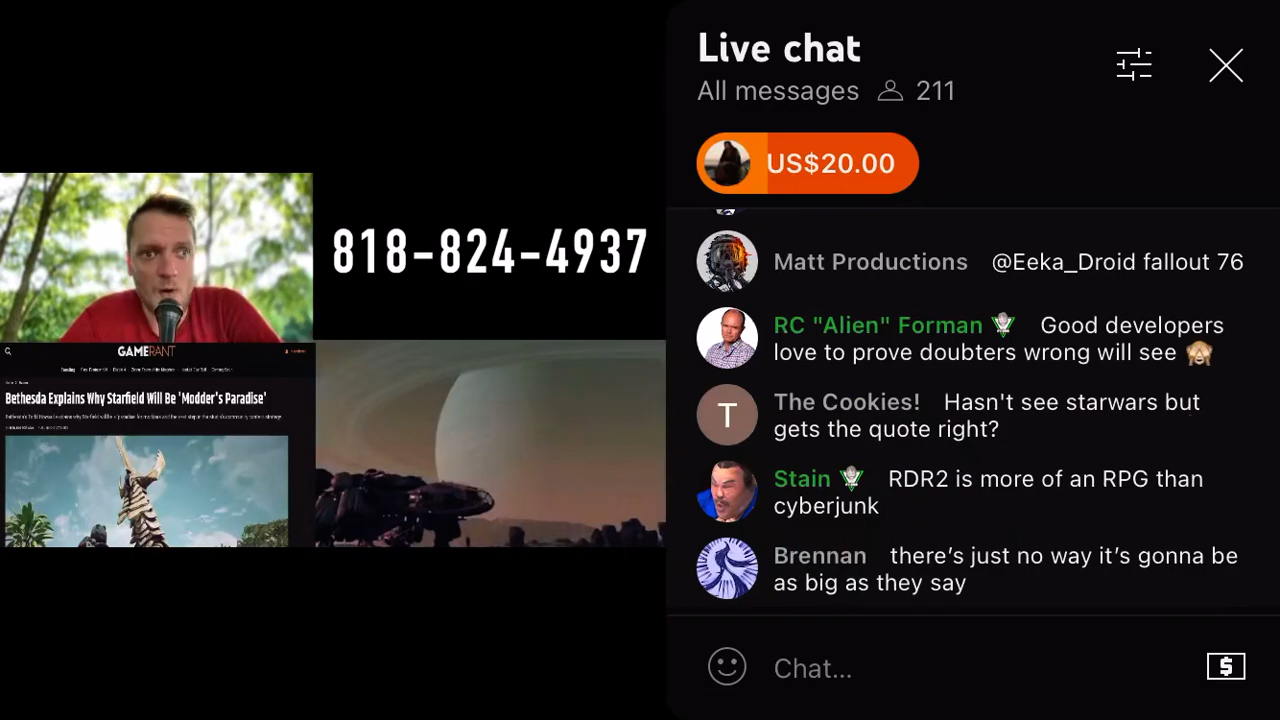 Live chat
All messages 211
US$20.00
818-824-4937
Matt Productions @Eeka_Droid fallout 76
RC "Alien" Forman Good developers
love to prove doubters wrong will see 🙈
The Cookies! Hasn't see starwars but
gets the quote right?
T
Stain RDR2 is more of an RPG than
cyberjunk
Brennan there's just no way it's gonna be
as big as they say
Chat...
$
GAMERANT
Bethesda Explains Why Starfield Will Be 'Modder's Paradise'